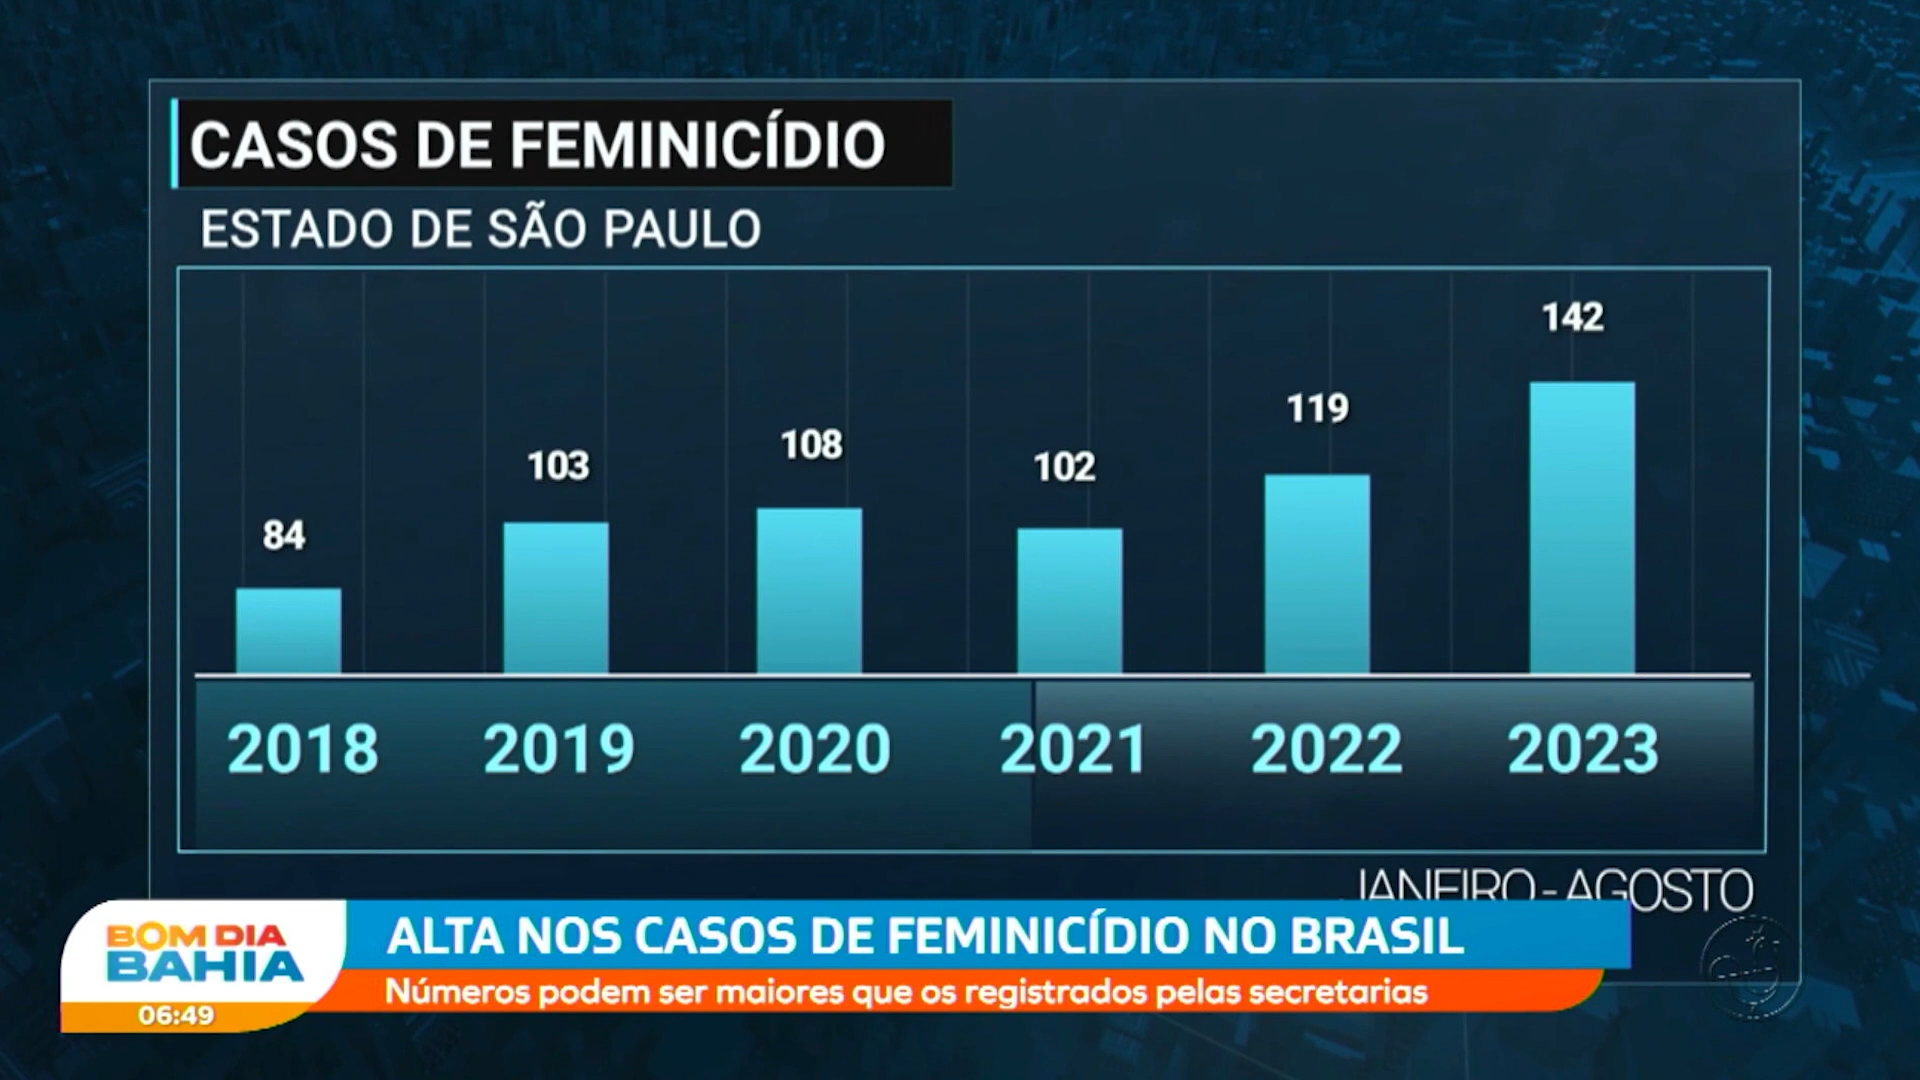 CASOS DE FEMINICÍDIO
ESTADO DE SÃO PAULO
84 103 108 102 119 142
2018 2019 2020 2021 2022 2023
JANEIRO - AGOSTO
BOM DIA
BAHIA
06:49
ALTA NOS CASOS DE FEMINICÍDIO NO BRASIL
Números podem ser maiores que os registrados pelas secretarias